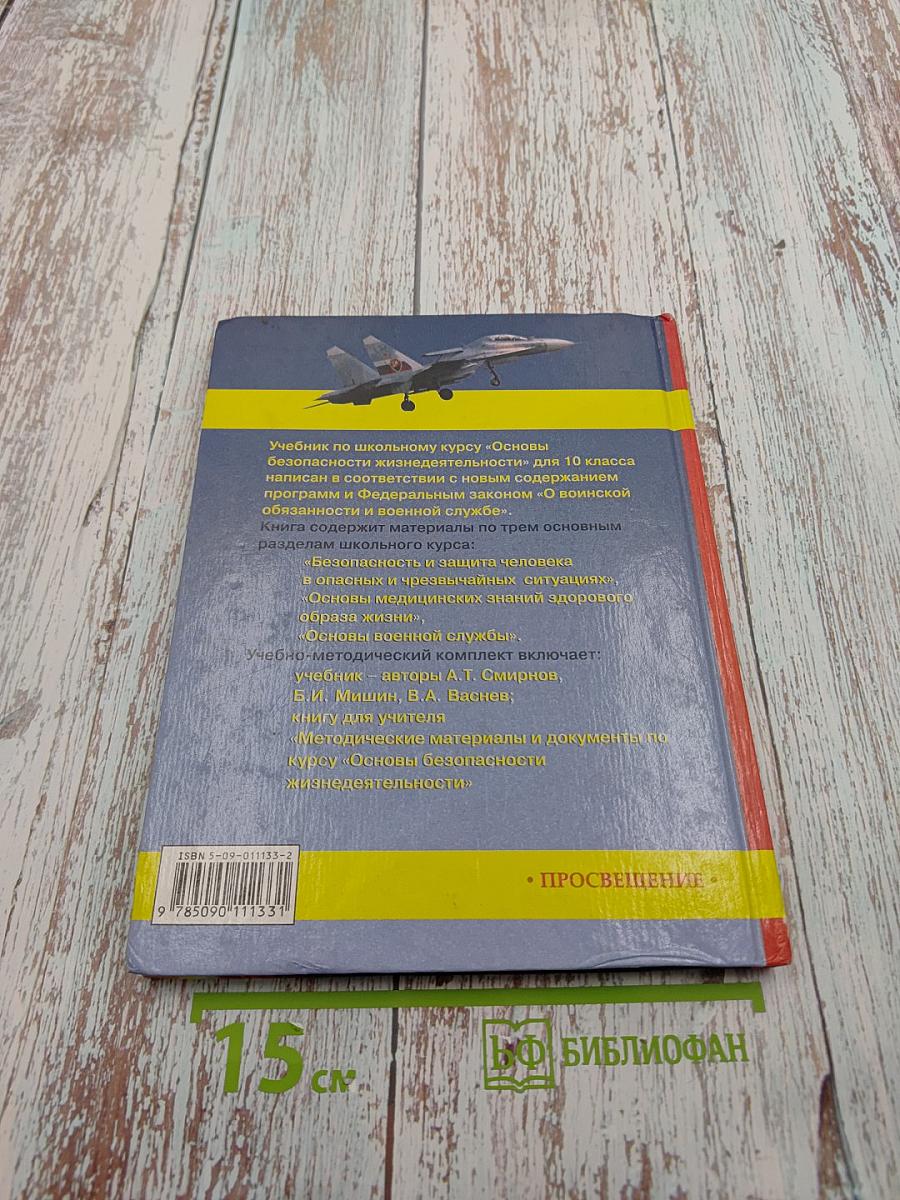 Учебник по школьному курсу «Основы
безопасности жизнедеятельности» для 10 класса
написан в соответствии с новым содержанием
программ и Федеральным законом «О воинской
обязанности и военной службе».
Книга содержит материалы по трем основным
разделам школьного курса:
«Безопасность и защита человека
в опасных и чрезвычайных ситуациях»,
«Основы медицинских знаний здорового
образа жизни»,
«Основы военной службы».
Учебно-методический комплект включает:
учебник – авторы А.Т. Смирнов,
Б.И. Мишин, В.А. Васнев;
книгу для учителя
«Методические материалы и документы по
курсу «Основы безопасности
жизнедеятельности»
ISBN 5-09-011133-2
9 785090 111331
• ПРОСВЕЩЕНИЕ •
15 см
БФ БИБЛИОФАН